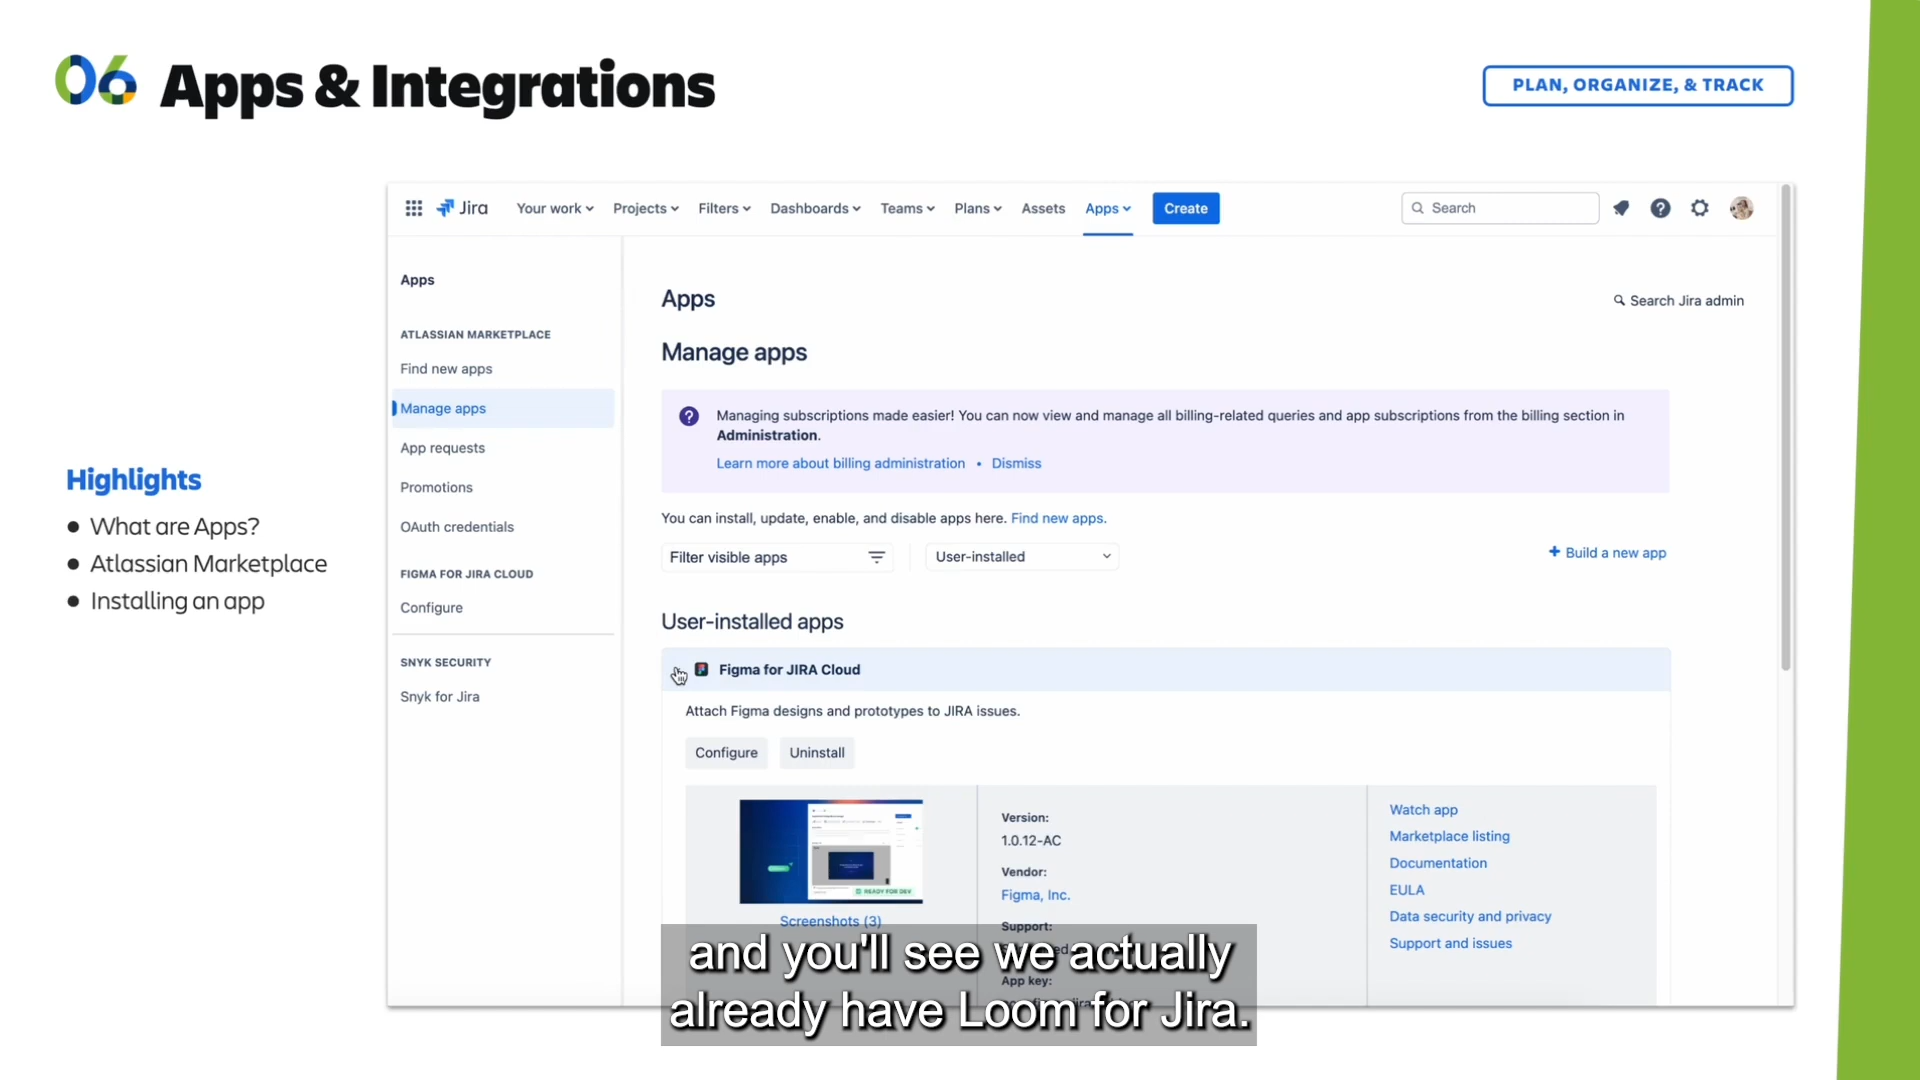 06 Apps & Integrations
PLAN, ORGANIZE, & TRACK
Highlights
What are Apps?
Atlassian Marketplace
Installing an app
Jira
Your work
Projects
Filters
Dashboards
Teams
Plans
Assets
Apps
Create
Search
Apps
ATLASSIAN MARKETPLACE
Find new apps
Manage apps
App requests
Promotions
OAuth credentials
FIGMA FOR JIRA CLOUD
Configure
SNYK SECURITY
Snyk for Jira
Apps
Search Jira admin
Manage apps
Managing subscriptions made easier! You can now view and manage all billing-related queries and app subscriptions from the billing section in
Administration.
Learn more about billing administration • Dismiss
You can install, update, enable, and disable apps here. Find new apps.
Filter visible apps
User-installed
+ Build a new app
User-installed apps
Figma for JIRA Cloud
Attach Figma designs and prototypes to JIRA issues.
Configure
Uninstall
READY FOR DEV
Screenshots (3)
Version:
1.0.12-AC
Vendor:
Figma, Inc.
Support:
App key:
Watch app
Marketplace listing
Documentation
EULA
Data security and privacy
Support and issues
and you'll see we actually
already have Loom for Jira.